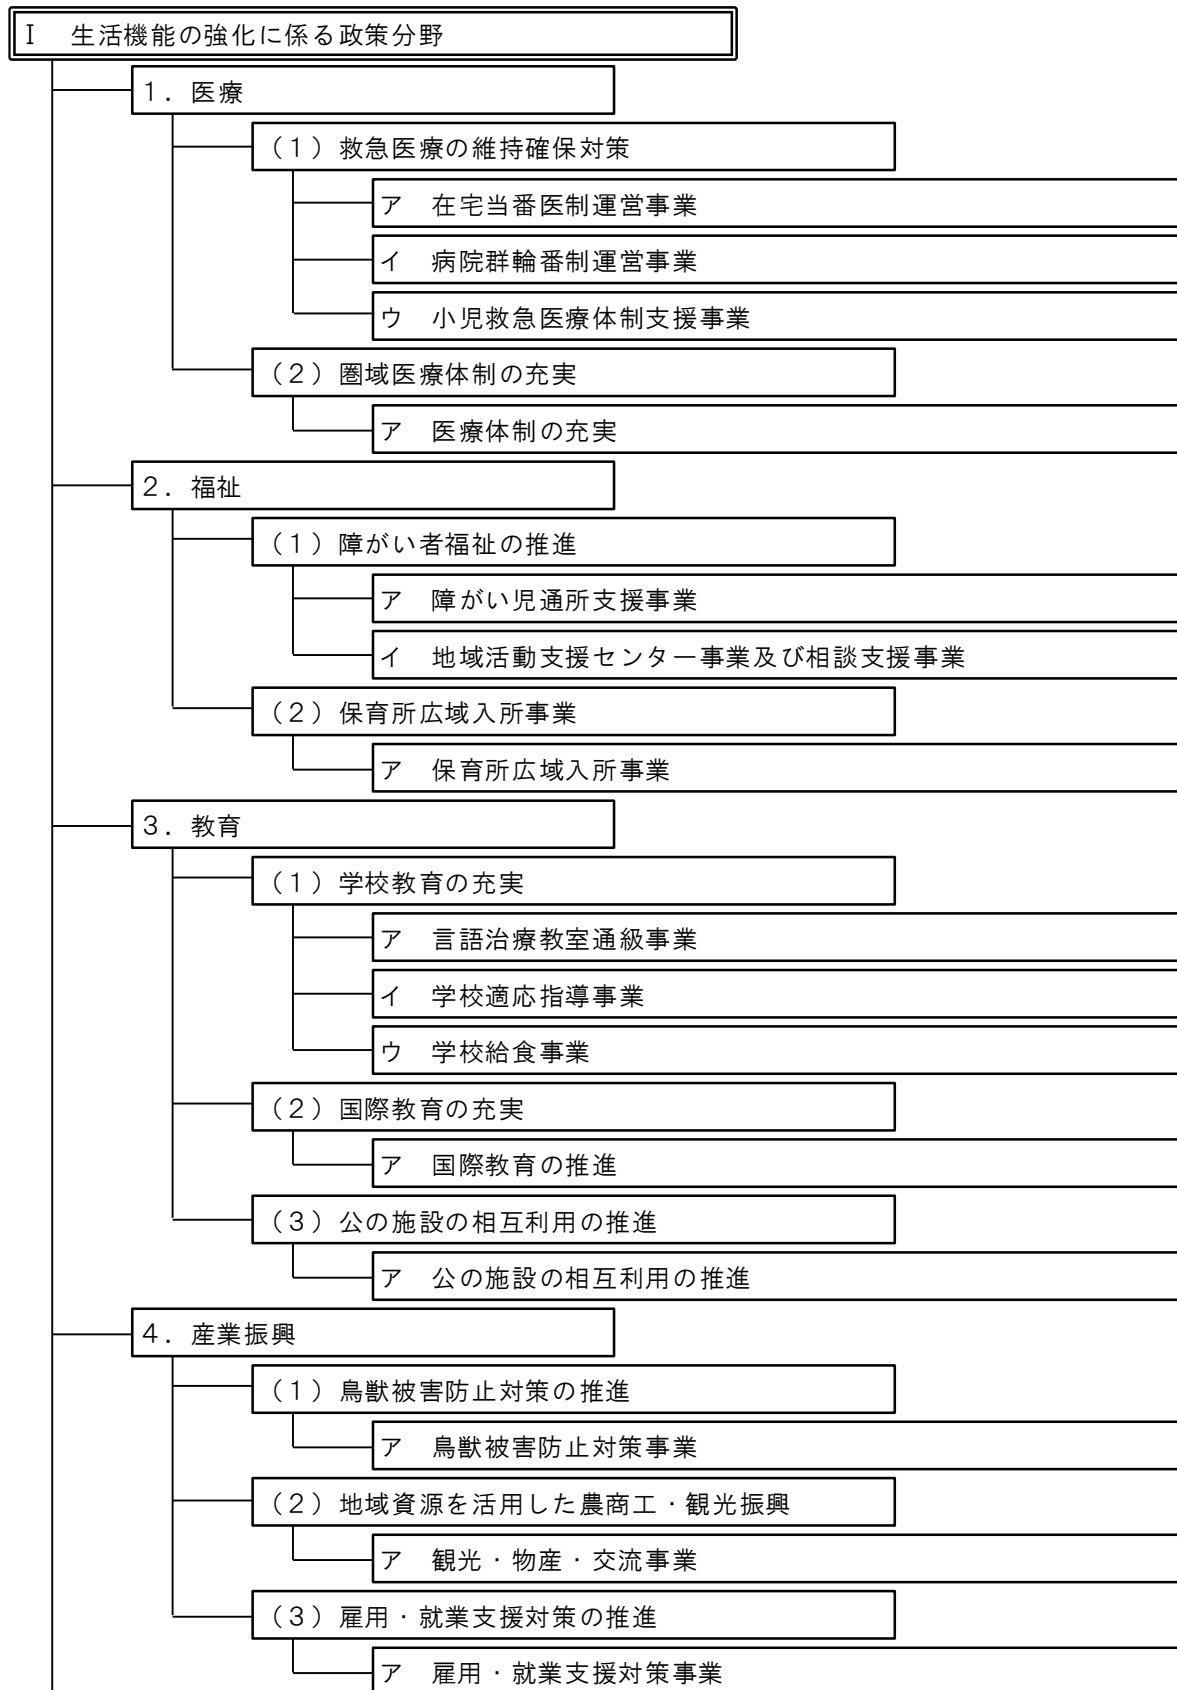 Ⅰ　生活機能の強化に係る政策分野
１．医療
（１）救急医療の維持確保対策
ア　在宅当番医制運営事業
イ　病院群輪番制運営事業
ウ　小児救急医療体制支援事業
（２）圏域医療体制の充実
ア　医療体制の充実
２．福祉
（１）障がい者福祉の推進
ア　障がい児通所支援事業
イ　地域活動支援センター事業及び相談支援事業
（２）保育所広域入所事業
ア　保育所広域入所事業
３．教育
（１）学校教育の充実
ア　言語治療教室通級事業
イ　学校適応指導事業
ウ　学校給食事業
（２）国際教育の充実
ア　国際教育の推進
（３）公の施設の相互利用の推進
ア　公の施設の相互利用の推進
４．産業振興
（１）鳥獣被害防止対策の推進
ア　鳥獣被害防止対策事業
（２）地域資源を活用した農商工・観光振興
ア　観光・物産・交流事業
（３）雇用・就業支援対策の推進
ア　雇用・就業支援対策事業